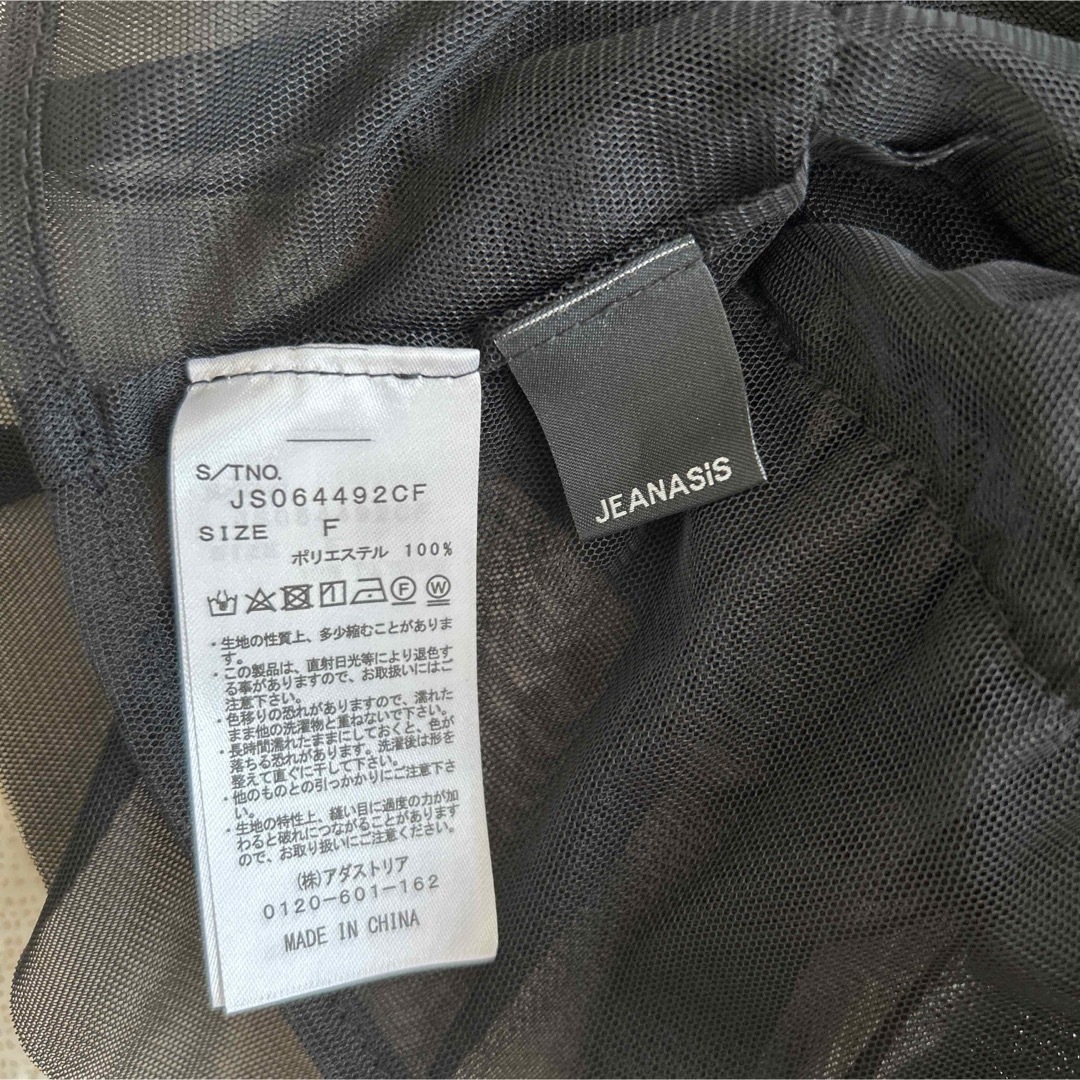 S/TNO.
JS064492CF
SIZE F
ポリエステル 100%
F W
・生地の性質上、多少縮むことがありま
す。
・この製品は、直射日光等により退色す
る事がありますので、お取扱いにはご
注意下さい。
・色移りの恐れがありますので、濡れた
まま他の洗濯物と重ねないで下さい。
・長時間濡れたままにしておくと、色が
落ちる恐れがあります。洗濯後は形を
整えて直ぐに干して下さい。
・他のものとの引っかかりにご注意下さ
い。
・生地の特性上、縫い目に過度の力が加
わると破れにつながることがあります
ので、お取り扱いにご注意ください。
(株)アダストリア
0120-601-162
MADE IN CHINA
JEANASiS